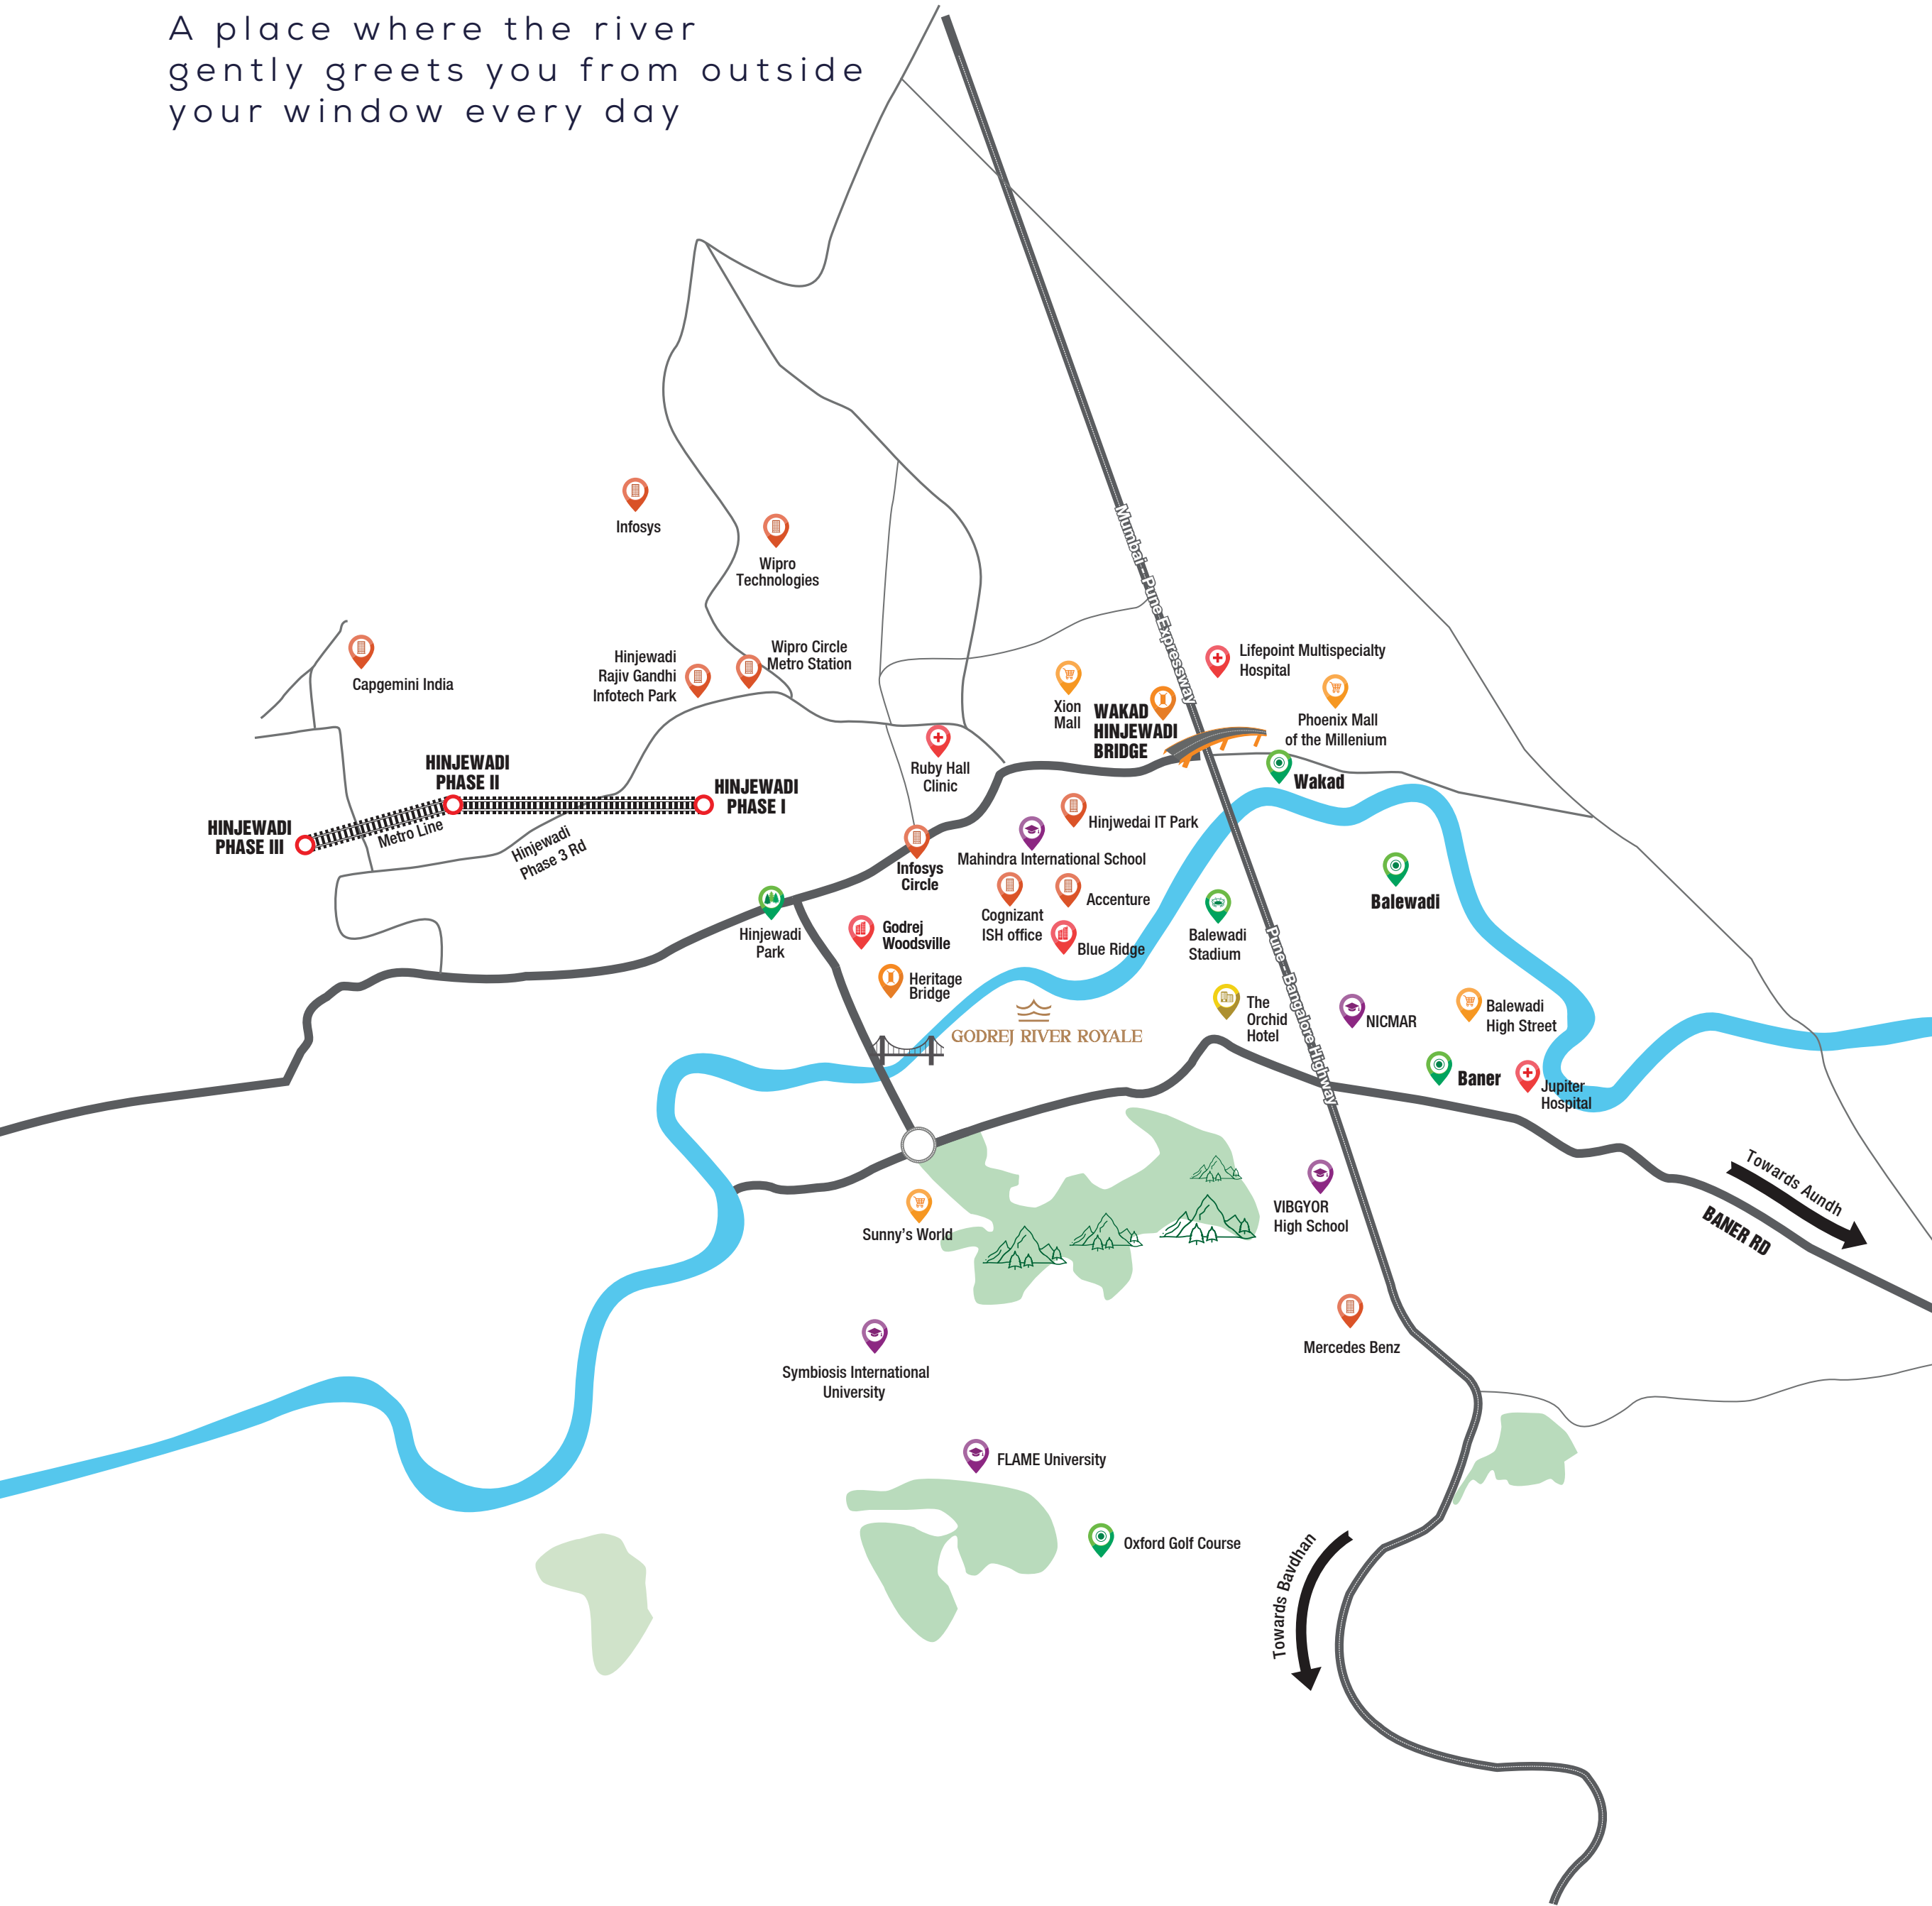 A place where the river
gently greets you from outside
your window every day
Mumbai - Pune Expressway
Infosys
Wipro
Technologies
Capgemini India
Hinjewadi
Rajiv Gandhi
Infotech Park
Wipro Circle
Metro Station
Lifepoint Multispecialty
Hospital
Xion
Mall
WAKAD
HINJEWADI
BRIDGE
Phoenix Mall
of the Millenium
Ruby Hall
Clinic
Wakad
HINJEWADI
PHASE II
HINJEWADI
PHASE I
HINJEWADI
PHASE III
Metro Line
Hinjewadi
Phase 3 Rd
Hinjwedai IT Park
Mahindra International School
Infosys
Circle
Cognizant
ISH office
Accenture
Balewadi
Hinjewadi
Park
Godrej
Woodsville
Blue Ridge
Balewadi
Stadium
Heritage
Bridge
Pune - Bangalore Highway
GODREJ RIVER ROYALE
The
Orchid
Hotel
NICMAR
Balewadi
High Street
Baner
Jupiter
Hospital
Towards Aundh
BANER RD
VIBGYOR
High School
Sunny's World
Mercedes Benz
Symbiosis International
University
FLAME University
Oxford Golf Course
Towards Bavdhan